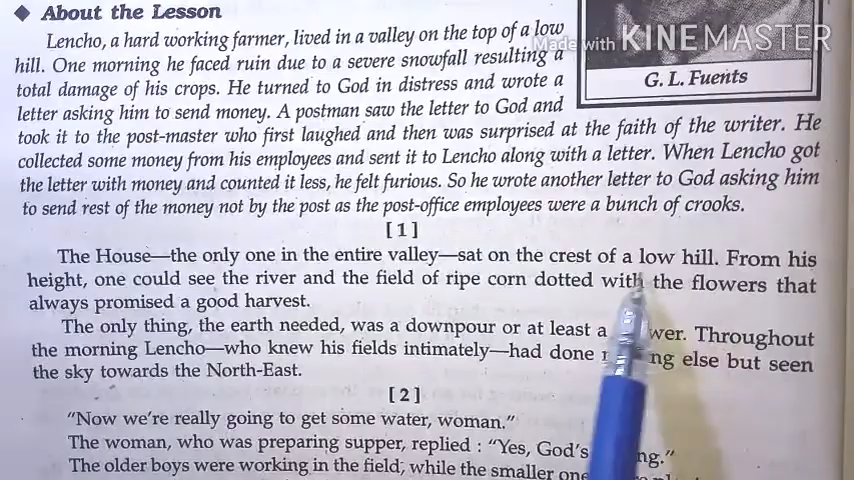 ◆ About the Lesson
Lencho, a hard working farmer, lived in a valley on the top of a low
hill. One morning he faced ruin due to a severe snowfall resulting a
total damage of his crops. He turned to God in distress and wrote a
letter asking him to send money. A postman saw the letter to God and
took it to the post-master who first laughed and then was surprised at the faith of the writer. He
collected some money from his employees and sent it to Lencho along with a letter. When Lencho got
the letter with money and counted it less, he felt furious. So he wrote another letter to God asking him
to send rest of the money not by the post as the post-office employees were a bunch of crooks.
Made with KINEMASTER
G. L. Fuents
[1]
The House—the only one in the entire valley—sat on the crest of a low hill. From his
height, one could see the river and the field of ripe corn dotted with the flowers that
always promised a good harvest.
The only thing, the earth needed, was a downpour or at least a wer. Throughout
the morning Lencho—who knew his fields intimately—had done ng else but seen
the sky towards the North-East.
[2]
"Now we're really going to get some water, woman."
The woman, who was preparing supper, replied : "Yes, God's ng."
The older boys were working in the field, while the smaller one